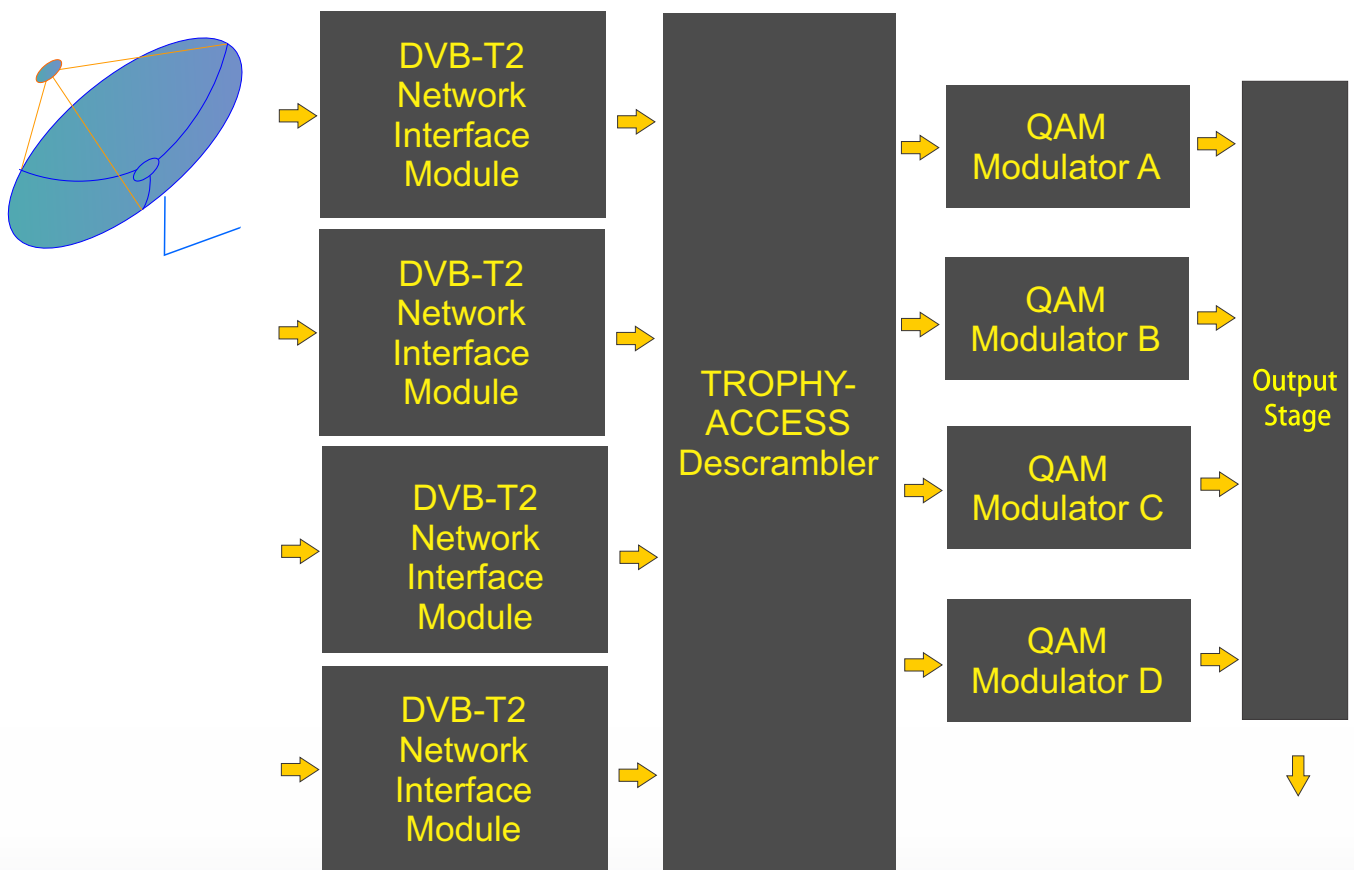 DVB-T2
Network
Interface
Module
DVB-T2
Network
Interface
Module
DVB-T2
Network
Interface
Module
DVB-T2
Network
Interface
Module
TROPHY-
ACCESS
Descrambler
QAM
Modulator A
QAM
Modulator B
QAM
Modulator C
QAM
Modulator D
Output
Stage